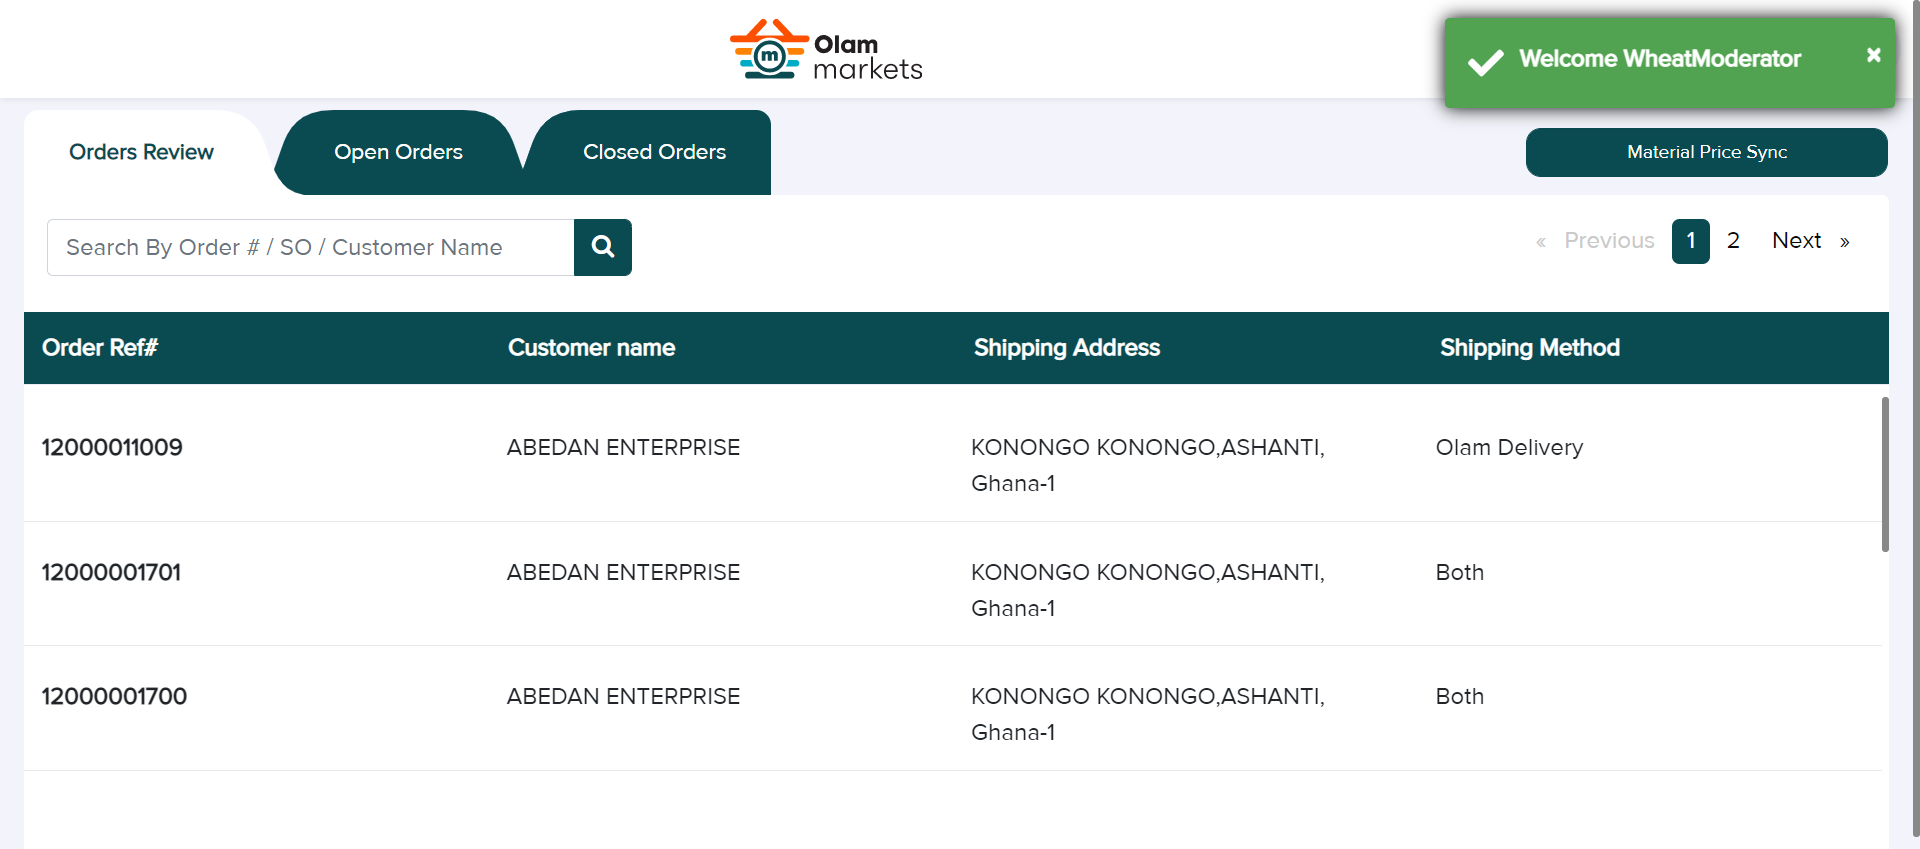 m
Olam
markets
Welcome WheatModerator
×
Orders Review
Open Orders
Closed Orders
Material Price Sync
Search By Order # / SO / Customer Name
« Previous 1 2 Next »
Order Ref# Customer name Shipping Address Shipping Method
12000011009 ABEDAN ENTERPRISE KONONGO KONONGO,ASHANTI, Olam Delivery
Ghana-1
12000001701 ABEDAN ENTERPRISE KONONGO KONONGO,ASHANTI, Both
Ghana-1
12000001700 ABEDAN ENTERPRISE KONONGO KONONGO,ASHANTI, Both
Ghana-1